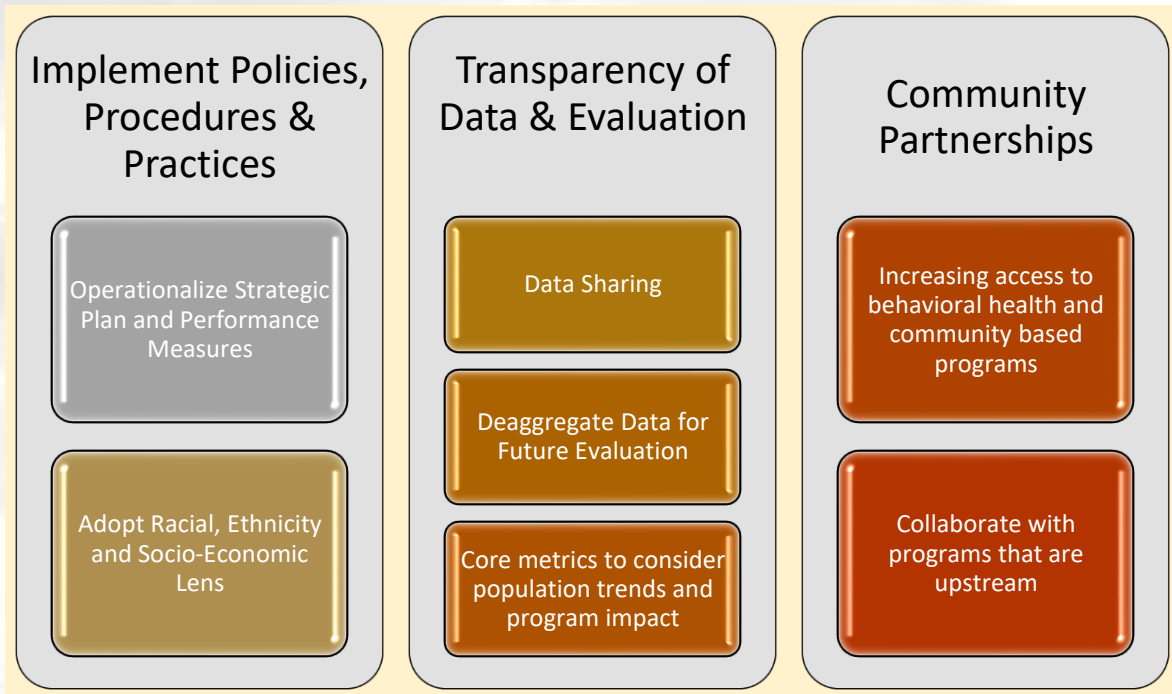 Implement Policies,
Procedures &
Practices
Operationalize Strategic
Plan and Performance
Measures
Adopt Racial, Ethnicity
and Socio-Economic
Lens
Transparency of
Data & Evaluation
Data Sharing
Deaggregate Data for
Future Evaluation
Core metrics to consider
population trends and
program impact
Community
Partnerships
Increasing access to
behavioral health and
community based
programs
Collaborate with
programs that are
upstream